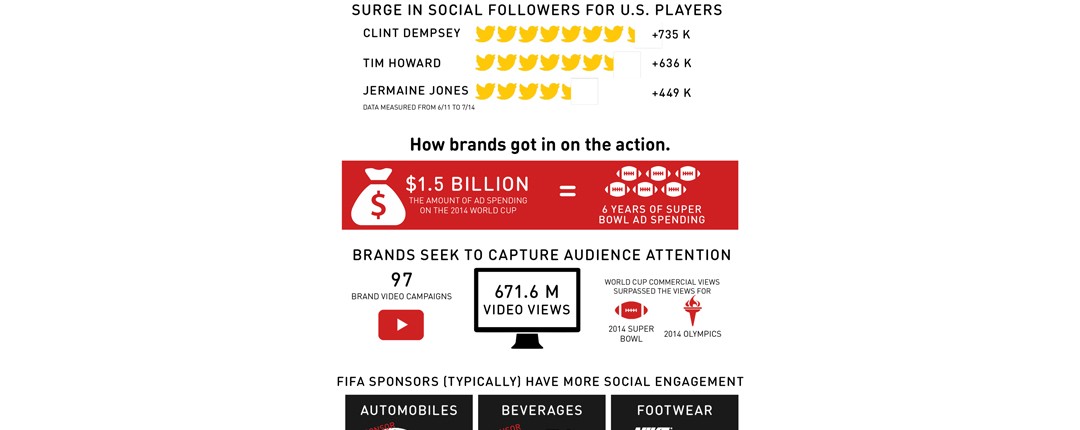 SURGE IN SOCIAL FOLLOWERS FOR U.S. PLAYERS
CLINT DEMPSEY +735 K
TIM HOWARD +636 K
JERMAINE JONES +449 K
DATA MEASURED FROM 6/11 TO 7/14
How brands got in on the action.
$1.5 BILLION
THE AMOUNT OF AD SPENDING
ON THE 2014 WORLD CUP
=
6 YEARS OF SUPER
BOWL AD SPENDING
$
BRANDS SEEK TO CAPTURE AUDIENCE ATTENTION
97
BRAND VIDEO CAMPAIGNS
671.6 M
VIDEO VIEWS
WORLD CUP COMMERCIAL VIEWS
SURPASSED THE VIEWS FOR
2014 SUPER
BOWL
2014 OLYMPICS
FIFA SPONSORS (TYPICALLY) HAVE MORE SOCIAL ENGAGEMENT
AUTOMOBILES
BEVERAGES
FOOTWEAR